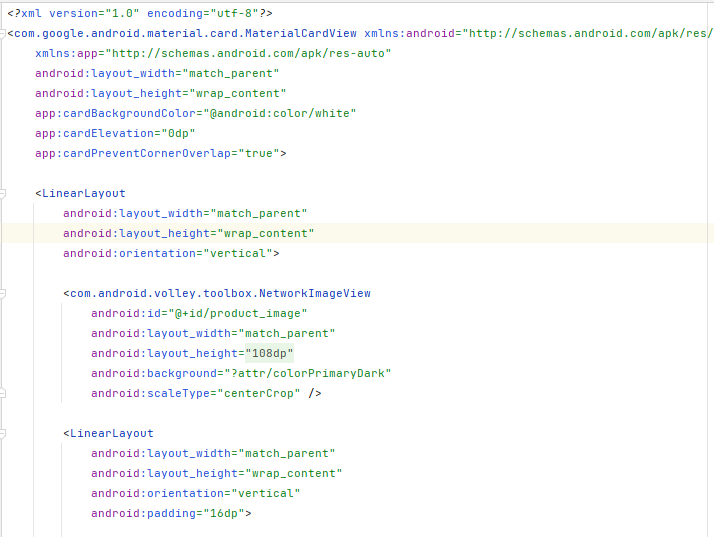 <?xml version="1.0" encoding="utf-8"?>
<com.google.android.material.card.MaterialCardView xmlns:android="http://schemas.android.com/apk/res/
xmlns:app="http://schemas.android.com/apk/res-auto"
android:layout_width="match_parent"
android:layout_height="wrap_content"
app:cardBackgroundColor="@android:color/white"
app:cardElevation="0dp"
app:cardPreventCornerOverlap="true">
<LinearLayout
android:layout_width="match_parent"
android:layout_height="wrap_content"
android:orientation="vertical">
<com.android.volley.toolbox.NetworkImageView
android:id="@+id/product_image"
android:layout_width="match_parent"
android:layout_height="108dp"
android:background="?attr/colorPrimaryDark"
android:scaleType="centerCrop" />
<LinearLayout
android:layout_width="match_parent"
android:layout_height="wrap_content"
android:orientation="vertical"
android:padding="16dp">